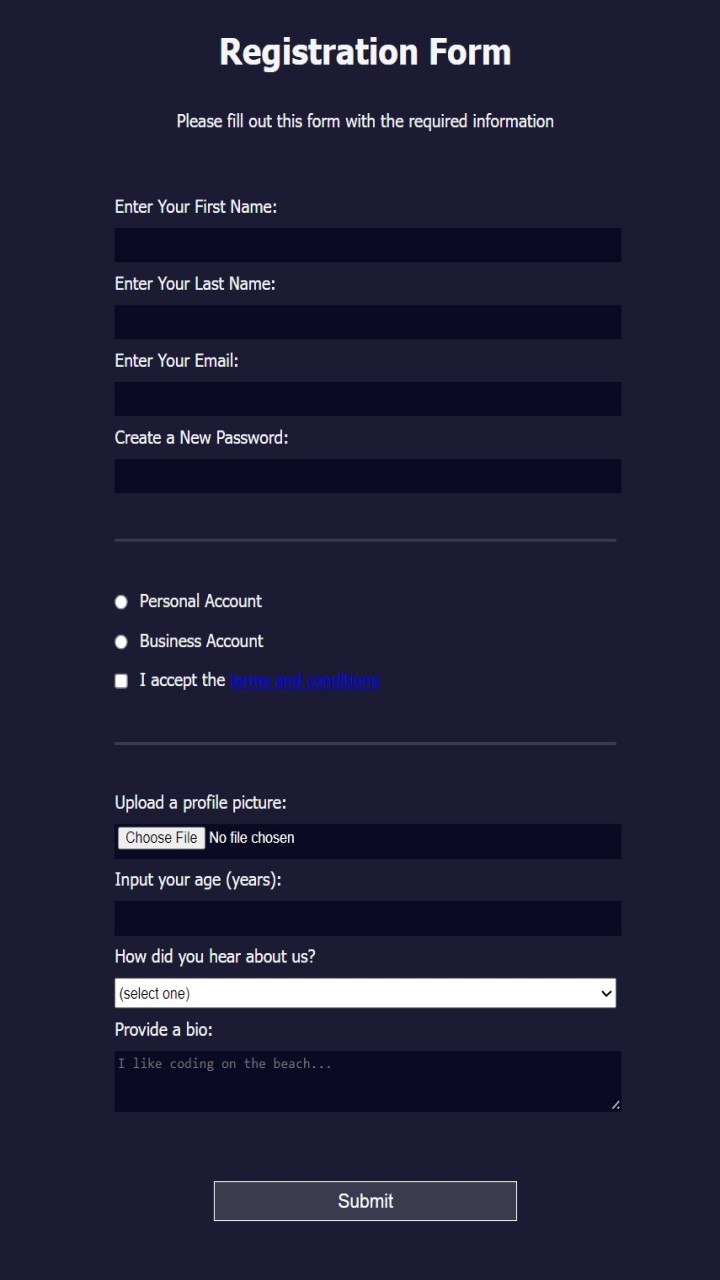 Registration Form
Please fill out this form with the required information
Enter Your First Name:
Enter Your Last Name:
Enter Your Email:
Create a New Password:
Personal Account
Business Account
I accept the terms and conditions
Upload a profile picture:
Choose File No file chosen
Input your age (years):
How did you hear about us?
(select one)
Provide a bio:
I like coding on the beach...
Submit